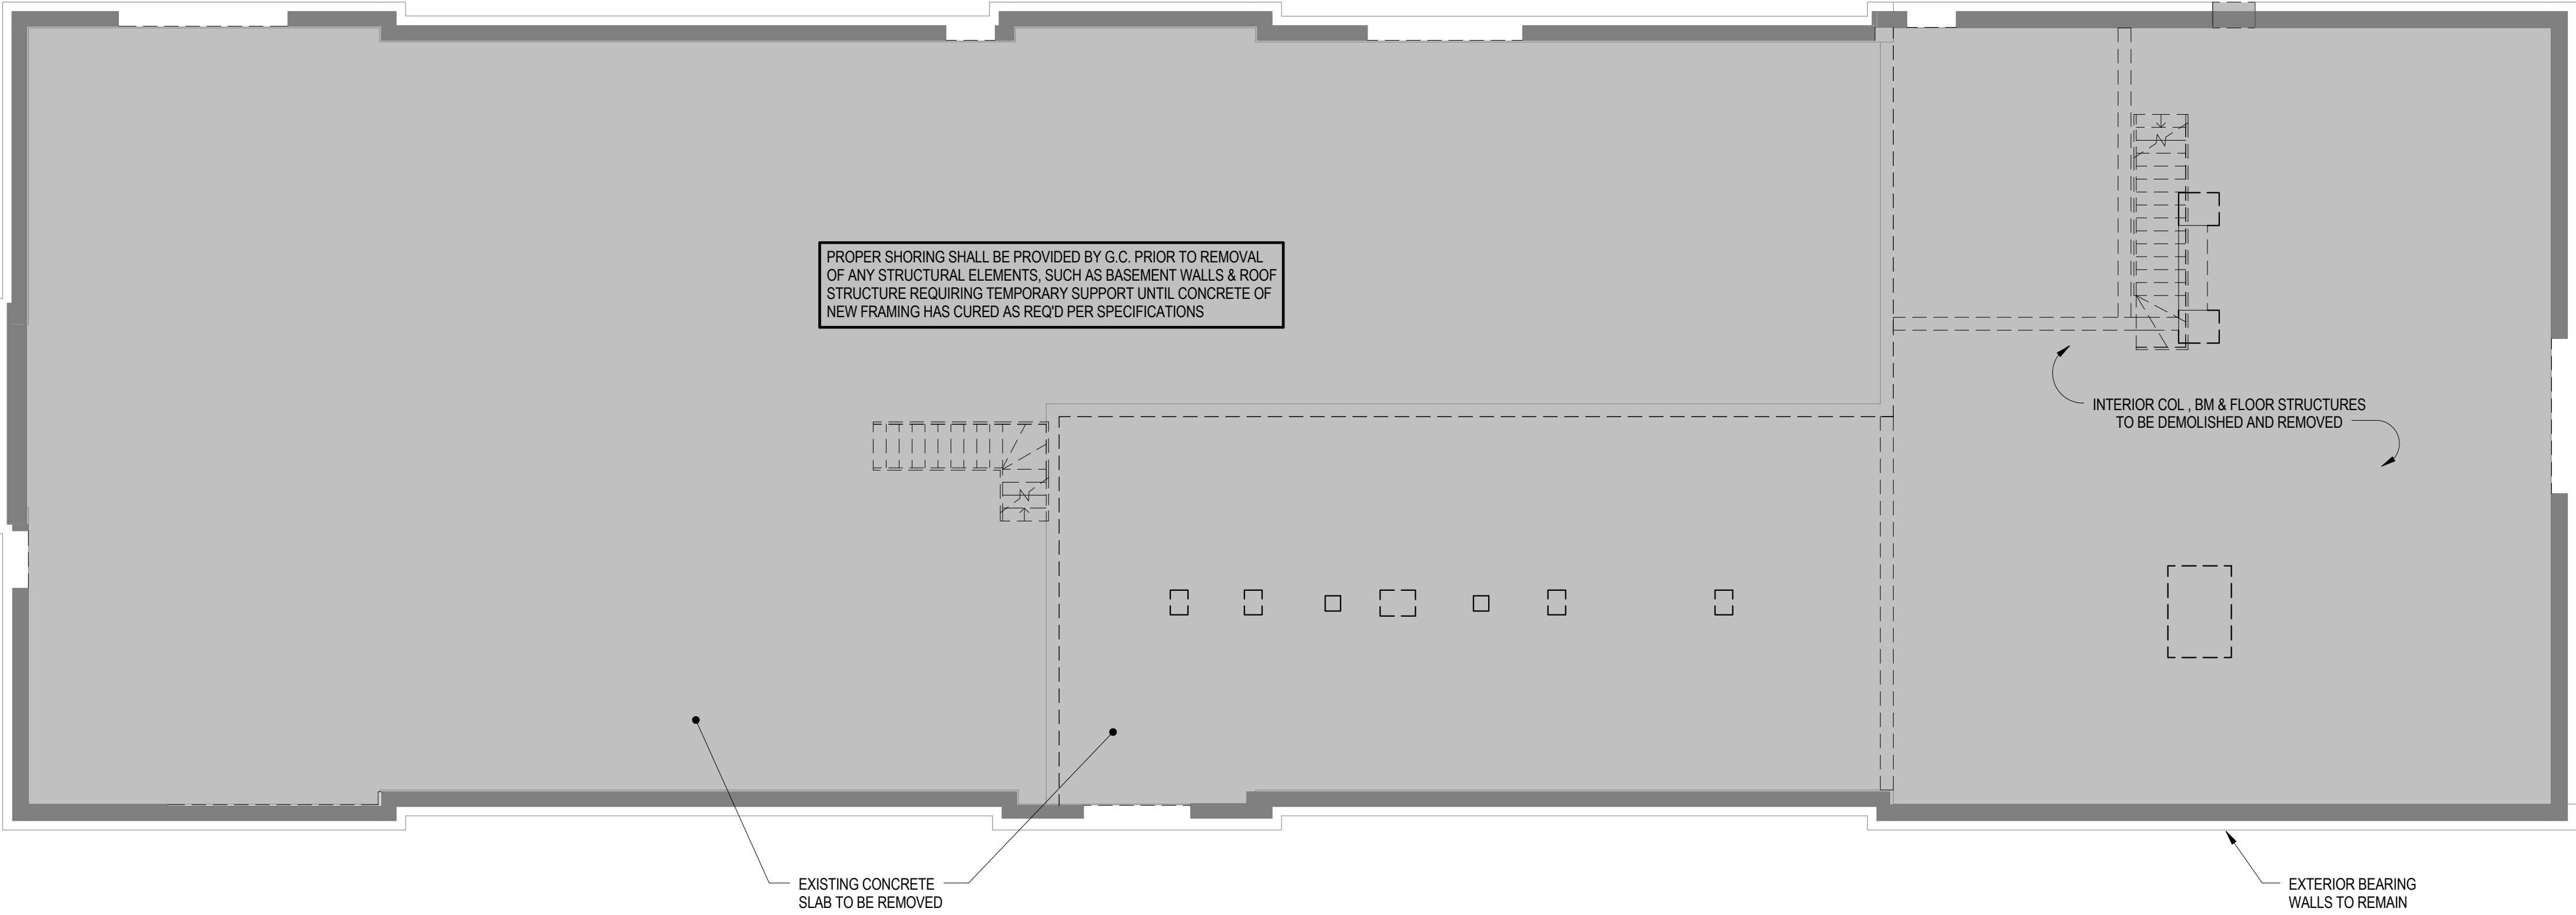 PROPER SHORING SHALL BE PROVIDED BY G.C. PRIOR TO REMOVAL
OF ANY STRUCTURAL ELEMENTS, SUCH AS BASEMENT WALLS & ROOF
STRUCTURE REQUIRING TEMPORARY SUPPORT UNTIL CONCRETE OF
NEW FRAMING HAS CURED AS REQ'D PER SPECIFICATIONS
INTERIOR COL , BM & FLOOR STRUCTURES
TO BE DEMOLISHED AND REMOVED
EXISTING CONCRETE
SLAB TO BE REMOVED
EXTERIOR BEARING
WALLS TO REMAIN